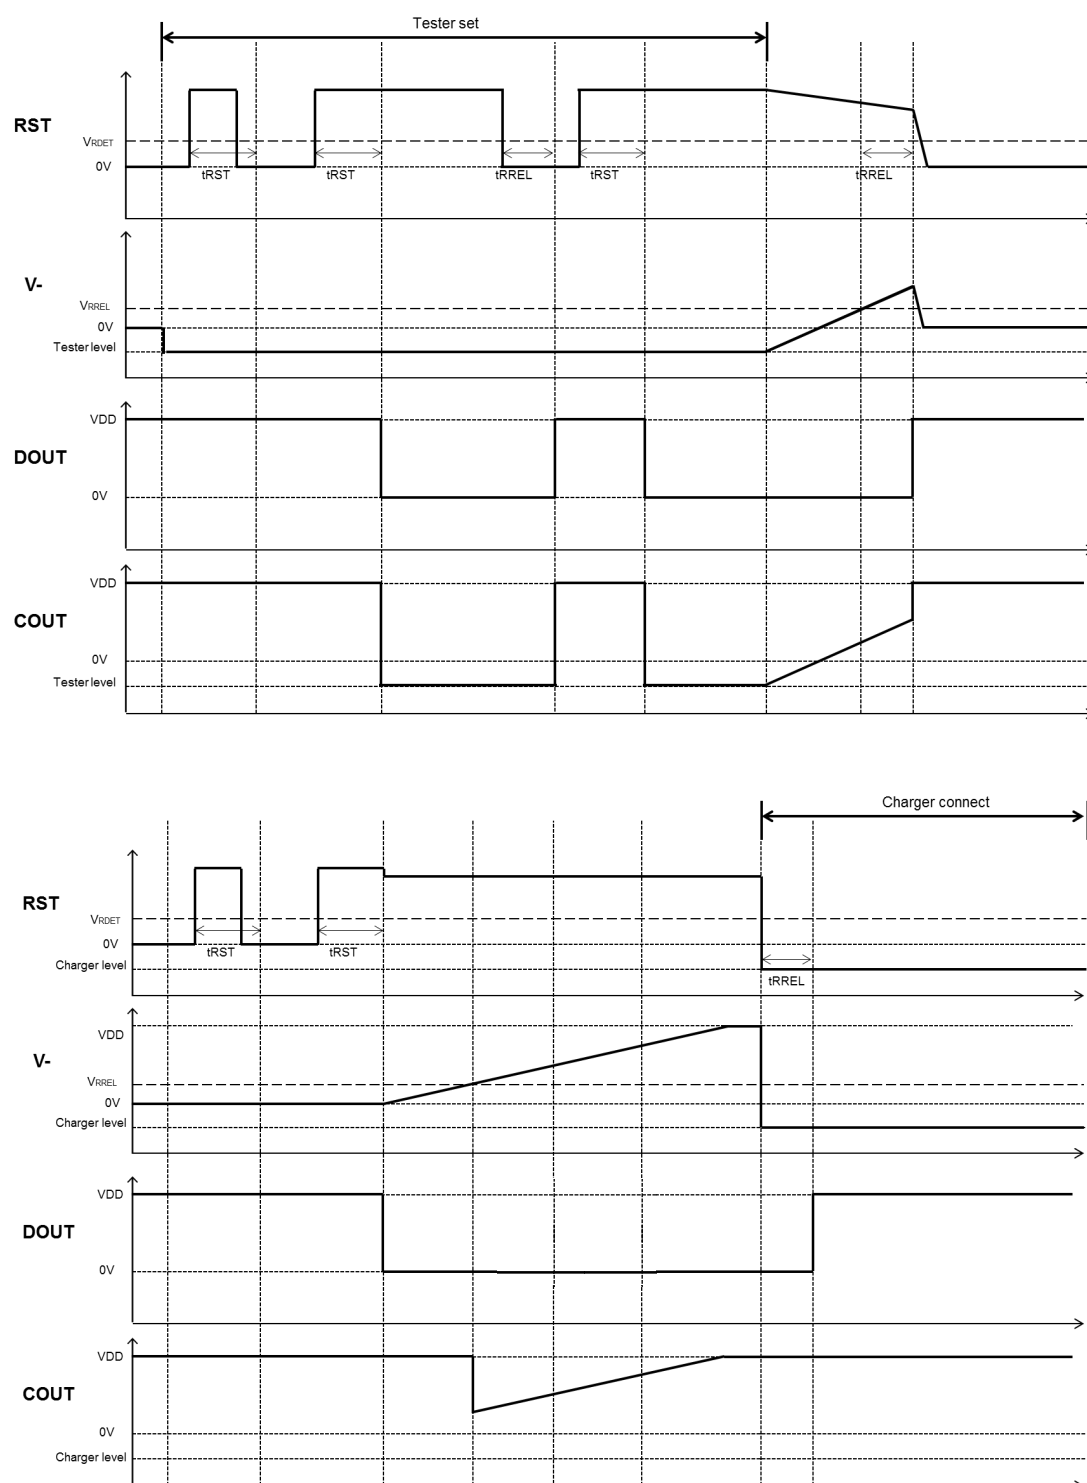 Tester set
RST
VRDET
0V
tRST
tRST
tRREL
tRST
tRREL
V-
VRREL
0V
Tester level
VDD
DOUT
0V
VDD
COUT
0V
Tester level
Charger connect
RST
VRDET
0V
tRST
tRST
Charger level
tRREL
VDD
V-
VRREL
0V
Charger level
VDD
DOUT
0V
VDD
COUT
0V
Charger level